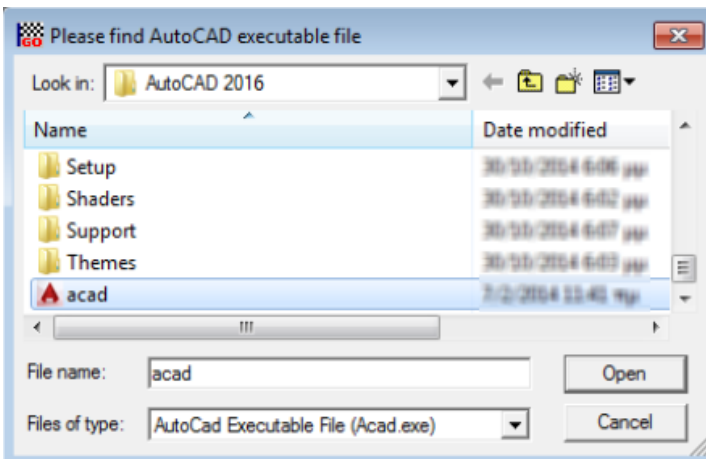 GO Please find AutoCAD executable file
Look in: AutoCAD 2016
Name Date modified
Setup
Shaders
Support
Themes
acad
File name: acad Open
Files of type: AutoCad Executable File (Acad.exe) Cancel